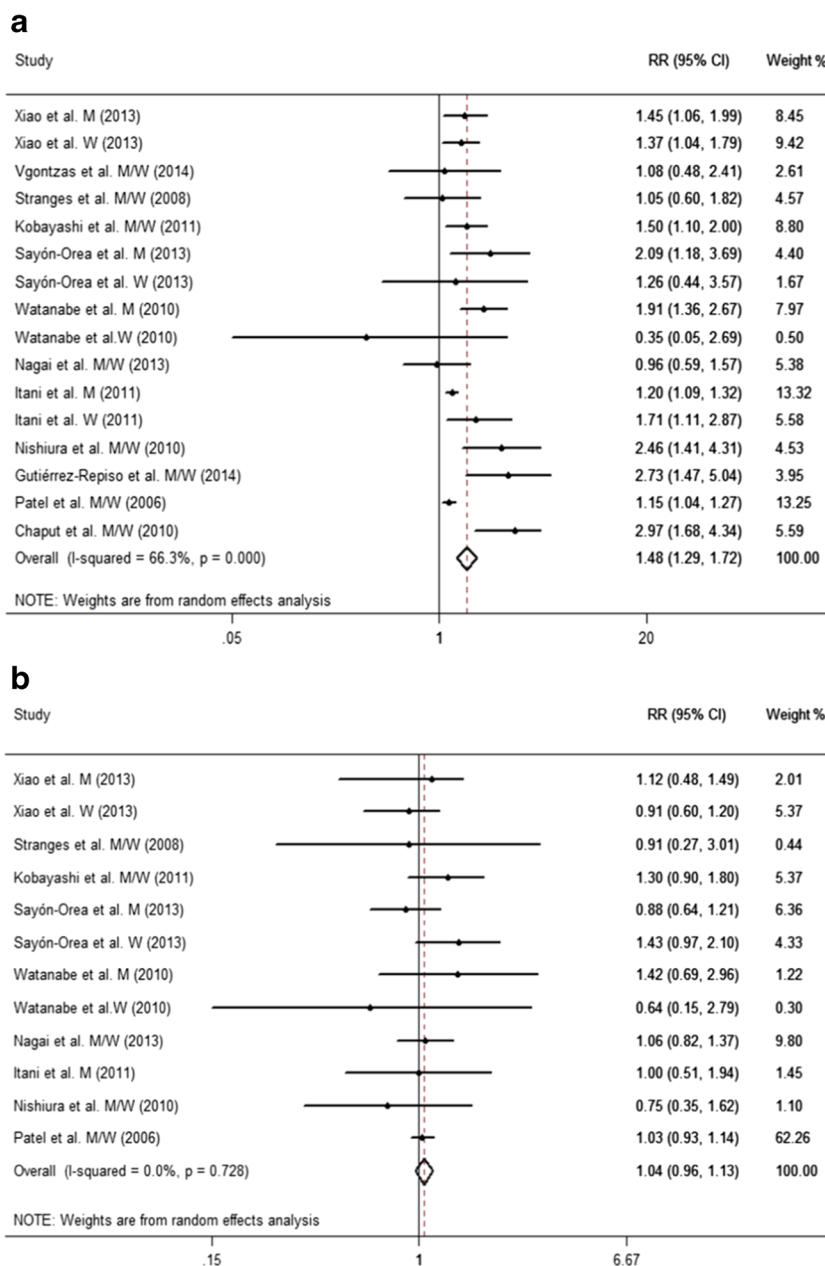 a
Study RR (95% CI) Weight %
Xiao et al. M (2013) 1.45 (1.06, 1.99) 8.45
Xiao et al. W (2013) 1.37 (1.04, 1.79) 9.42
Vgontzas et al. M/W (2014) 1.08 (0.48, 2.41) 2.61
Stranges et al. M/W (2008) 1.05 (0.60, 1.82) 4.57
Kobayashi et al. M/W (2011) 1.50 (1.10, 2.00) 8.80
Sayón-Orea et al. M (2013) 2.09 (1.18, 3.69) 4.40
Sayón-Orea et al. W (2013) 1.26 (0.44, 3.57) 1.67
Watanabe et al. M (2010) 1.91 (1.36, 2.67) 7.97
Watanabe et al.W (2010) 0.35 (0.05, 2.69) 0.50
Nagai et al. M/W (2013) 0.96 (0.59, 1.57) 5.38
Itani et al. M (2011) 1.20 (1.09, 1.32) 13.32
Itani et al. W (2011) 1.71 (1.11, 2.87) 5.58
Nishiura et al. M/W (2010) 2.46 (1.41, 4.31) 4.53
Gutiérrez-Repiso et al. M/W (2014) 2.73 (1.47, 5.04) 3.95
Patel et al. M/W (2006) 1.15 (1.04, 1.27) 13.25
Chaput et al. M/W (2010) 2.97 (1.68, 4.34) 5.59
Overall (I-squared = 66.3%, p = 0.000) 1.48 (1.29, 1.72) 100.00
NOTE: Weights are from random effects analysis
.05 1 20
b
Study RR (95% CI) Weight %
Xiao et al. M (2013) 1.12 (0.48, 1.49) 2.01
Xiao et al. W (2013) 0.91 (0.60, 1.20) 5.37
Stranges et al. M/W (2008) 0.91 (0.27, 3.01) 0.44
Kobayashi et al. M/W (2011) 1.30 (0.90, 1.80) 5.37
Sayón-Orea et al. M (2013) 0.88 (0.64, 1.21) 6.36
Sayón-Orea et al. W (2013) 1.43 (0.97, 2.10) 4.33
Watanabe et al. M (2010) 1.42 (0.69, 2.96) 1.22
Watanabe et al.W (2010) 0.64 (0.15, 2.79) 0.30
Nagai et al. M/W (2013) 1.06 (0.82, 1.37) 9.80
Itani et al. M (2011) 1.00 (0.51, 1.94) 1.45
Nishiura et al. M/W (2010) 0.75 (0.35, 1.62) 1.10
Patel et al. M/W (2006) 1.03 (0.93, 1.14) 62.26
Overall (I-squared = 0.0%, p = 0.728) 1.04 (0.96, 1.13) 100.00
NOTE: Weights are from random effects analysis
.15 1 6.67